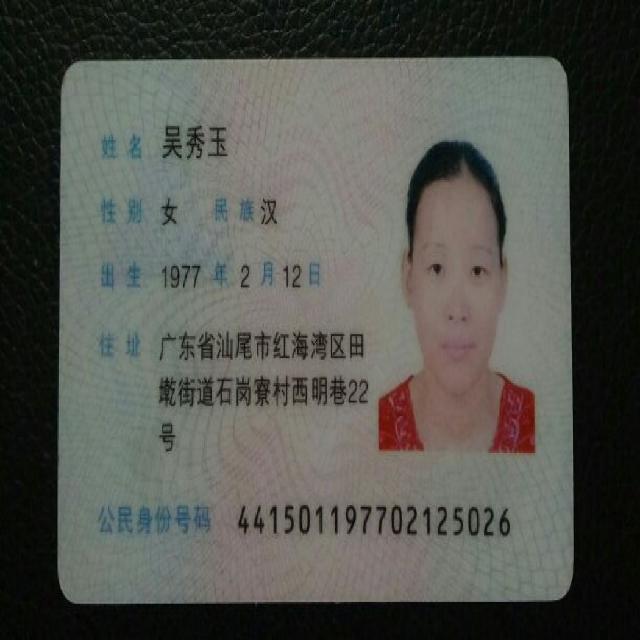 姓名 吴秀玉
性别 女 民族 汉
出生 1977 年 2 月 12 日
住址 广东省汕尾市红海湾区田
墘街道石岗寮村西明巷22
号
公民身份号码 441501197702125026